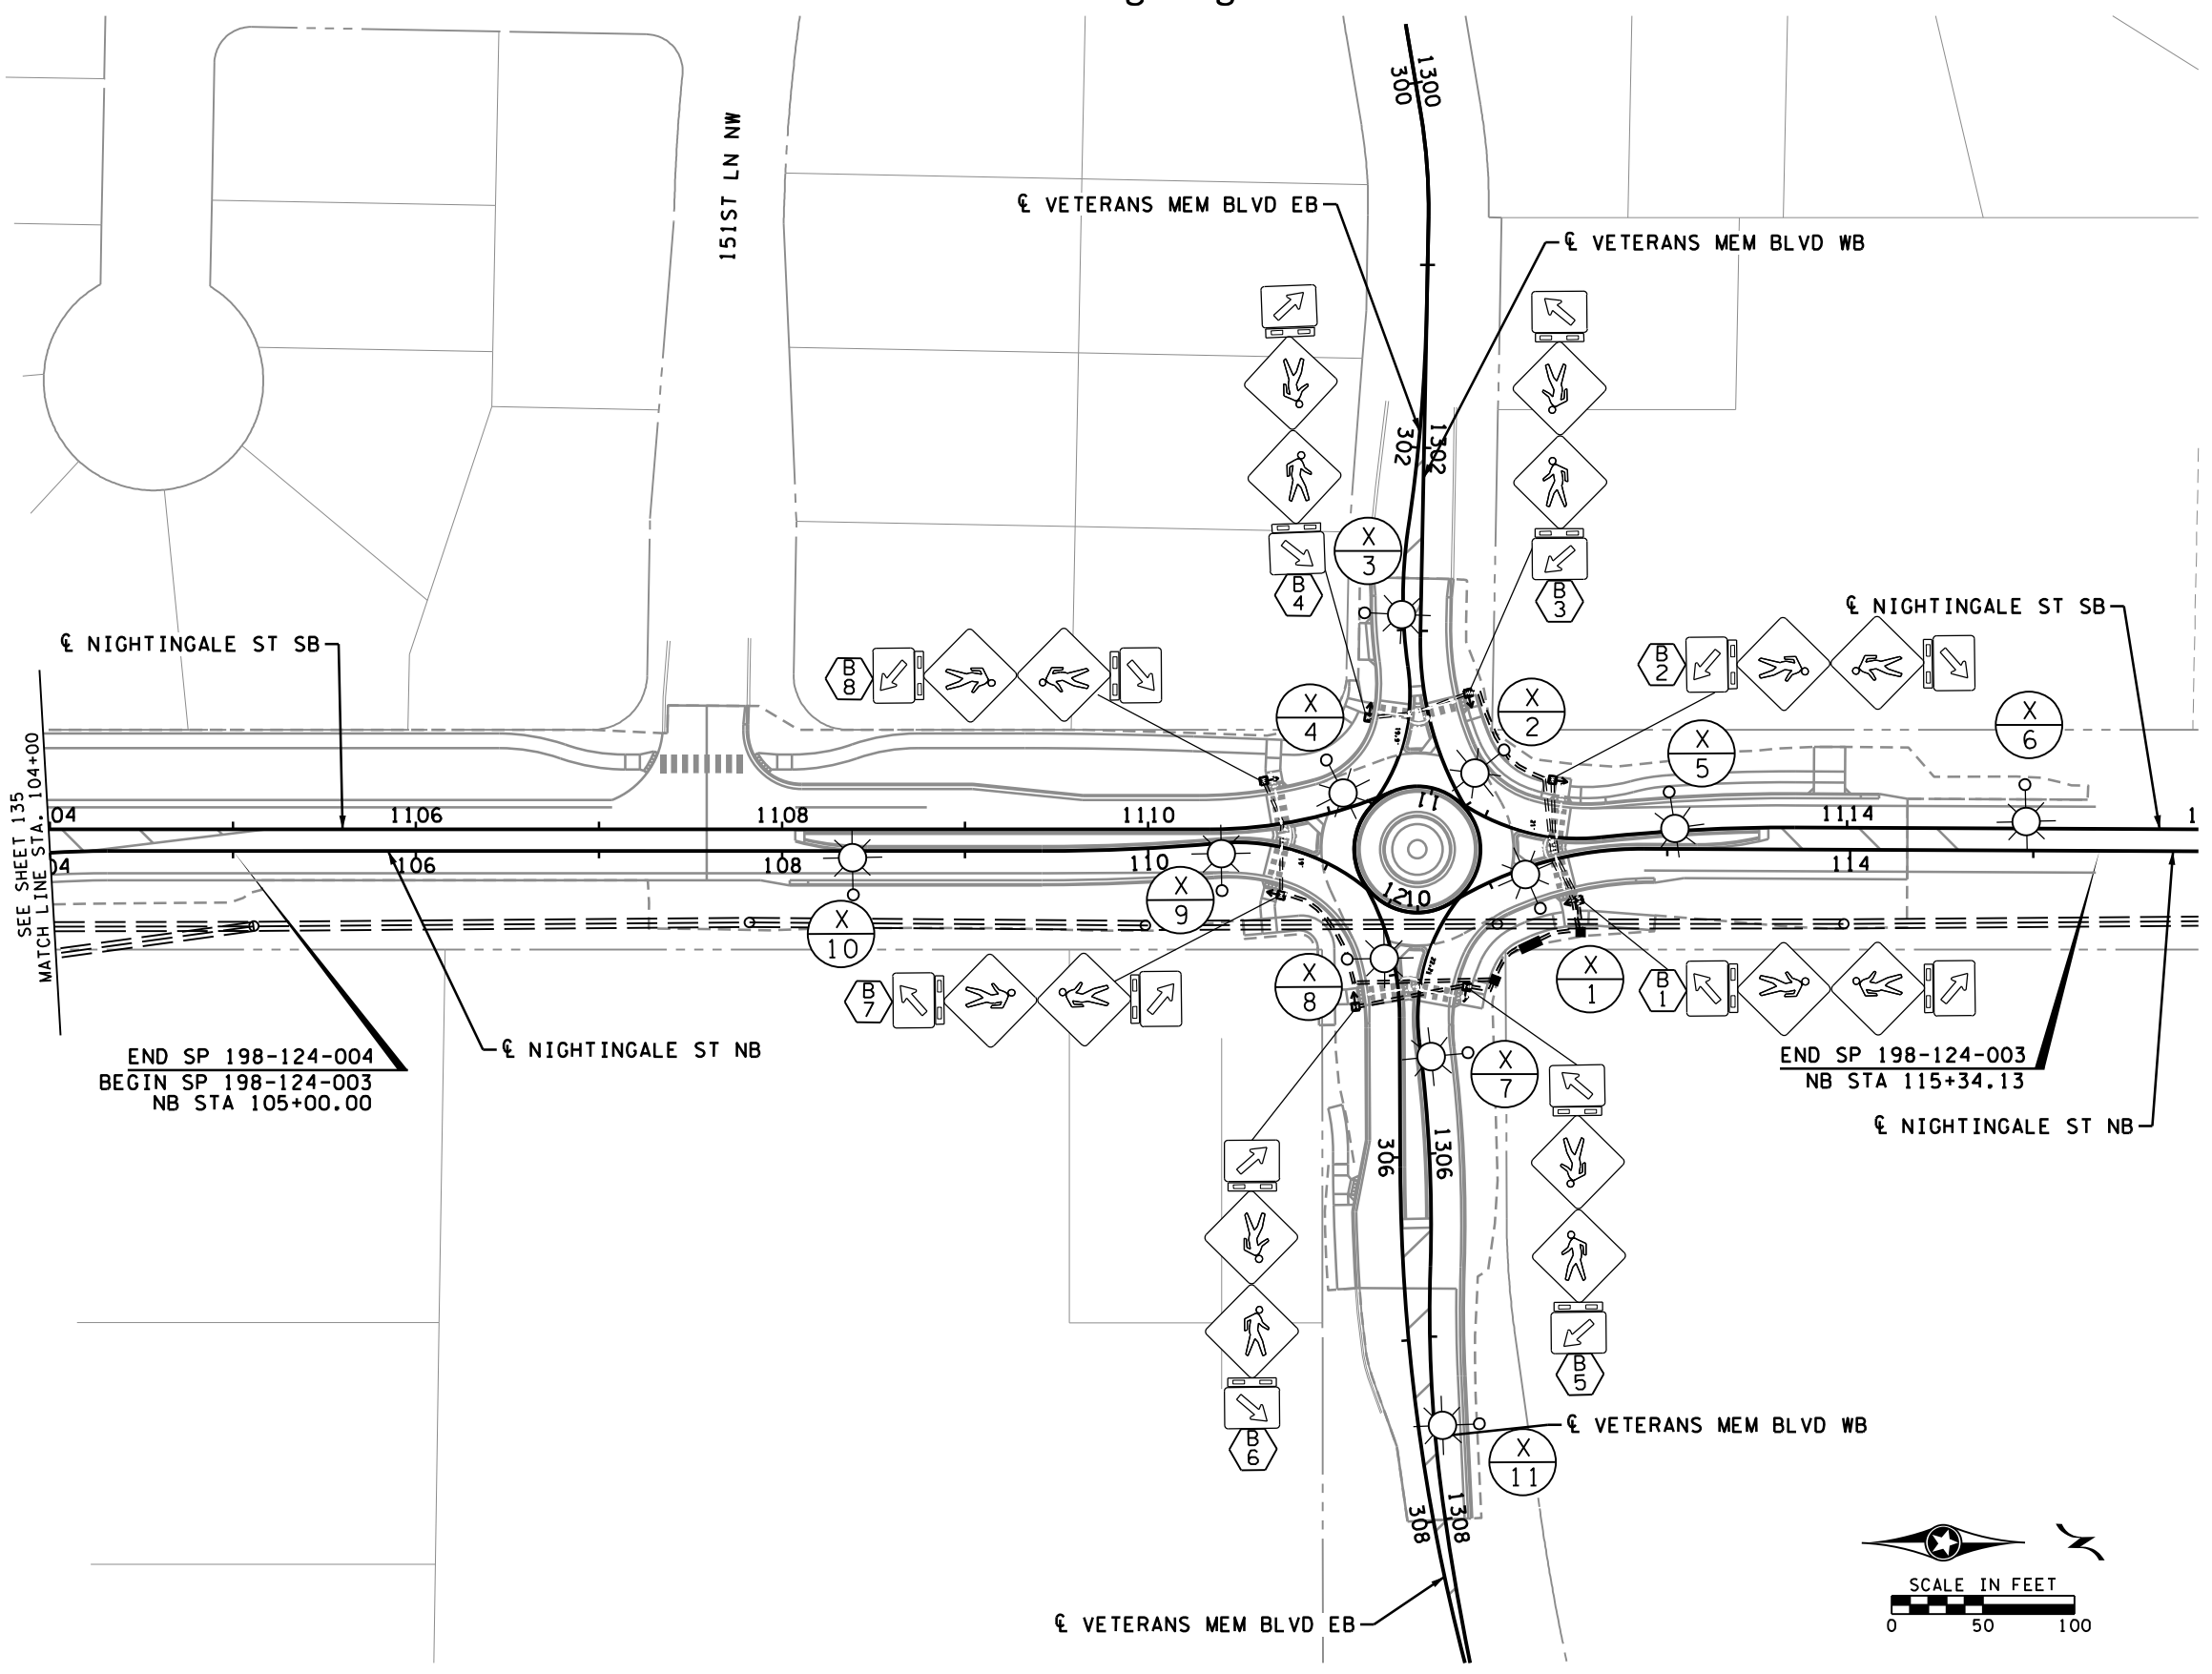 1300
300
151ST LN NW
℄ VETERANS MEM BLVD EB
℄ VETERANS MEM BLVD WB
302
1302
X
3
B
4
B
3
℄ NIGHTINGALE ST SB
℄ NIGHTINGALE ST SB
B
8
B
2
X
4
X
2
X
5
X
6
SEE SHEET 135
MATCH LINE STA. 104+00
04
1106
1108
1110
11
1114
1
04
106
108
110
1210
114
X
9
X
10
B
7
X
8
X
1
B
1
℄ NIGHTINGALE ST NB
END SP 198-124-004
BEGIN SP 198-124-003
NB STA 105+00.00
END SP 198-124-003
NB STA 115+34.13
X
7
℄ NIGHTINGALE ST NB
306
1306
B
5
B
6
℄ VETERANS MEM BLVD WB
X
11
308
1308
℄ VETERANS MEM BLVD EB
SCALE IN FEET
0 50 100